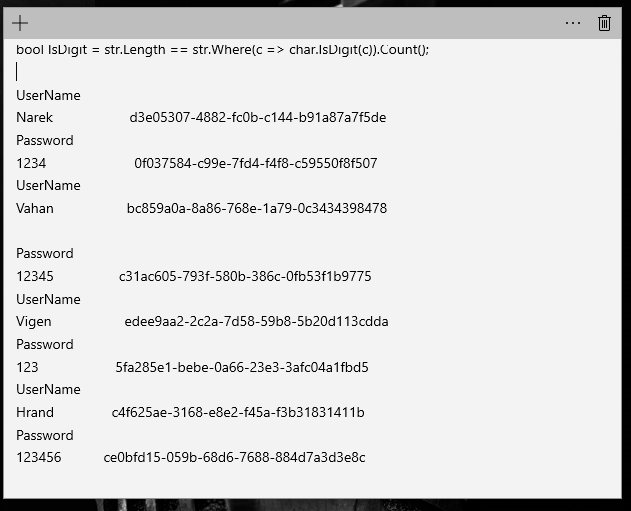 bool IsDigit = str.Length == str.Where(c => char.IsDigit(c)).Count();
UserName
Narek d3e05307-4882-fc0b-c144-b91a87a7f5de
Password
1234 0f037584-c99e-7fd4-f4f8-c59550f8f507
UserName
Vahan bc859a0a-8a86-768e-1a79-0c3434398478
Password
12345 c31ac605-793f-580b-386c-0fb53f1b9775
UserName
Vigen edee9aa2-2c2a-7d58-59b8-5b20d113cdda
Password
123 5fa285e1-bebe-0a66-23e3-3afc04a1fbd5
UserName
Hrand c4f625ae-3168-e8e2-f45a-f3b31831411b
Password
123456 ce0bfd15-059b-68d6-7688-884d7a3d3e8c